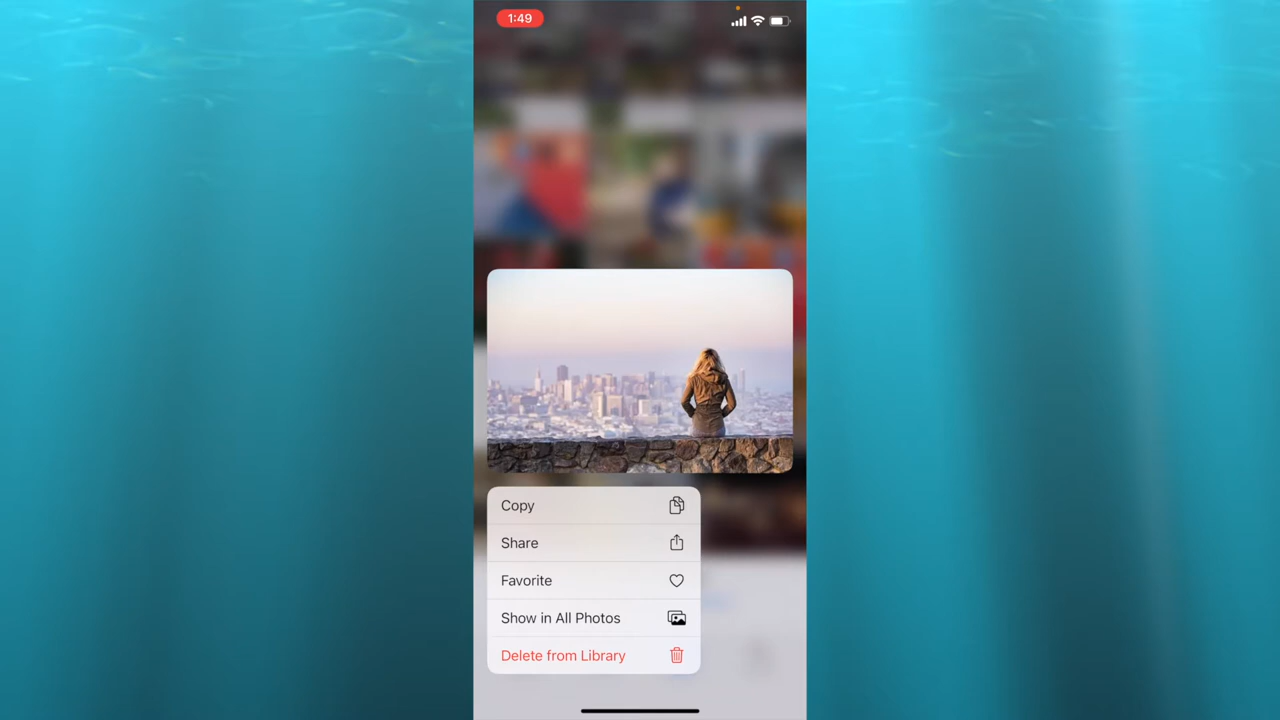 1:49
Copy
Share
Favorite
Show in All Photos
Delete from Library